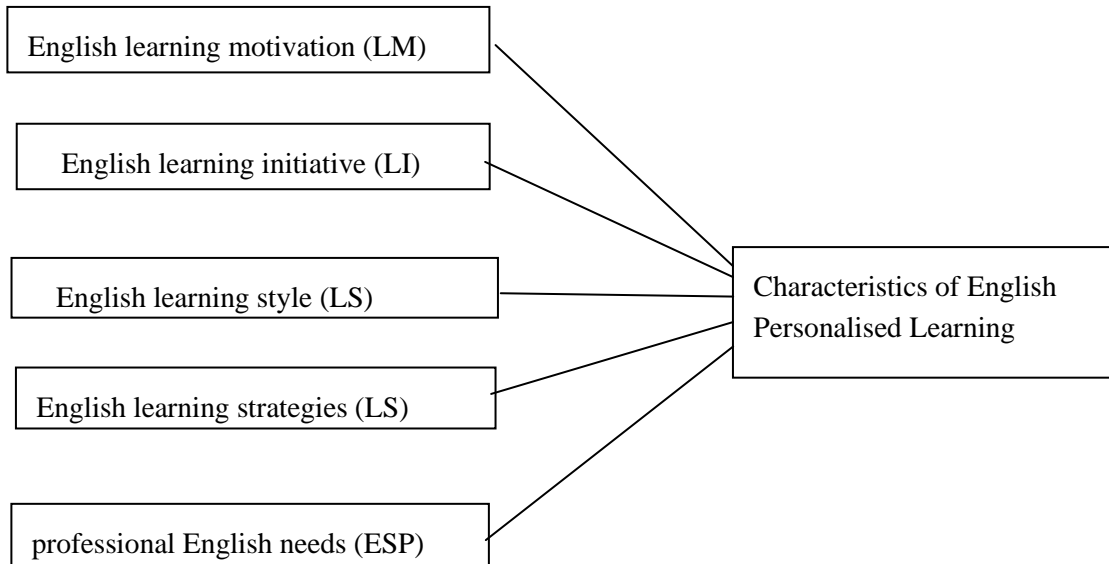 English learning motivation (LM)
English learning initiative (LI)
English learning style (LS)
English learning strategies (LS)
professional English needs (ESP)
Characteristics of English
Personalised Learning